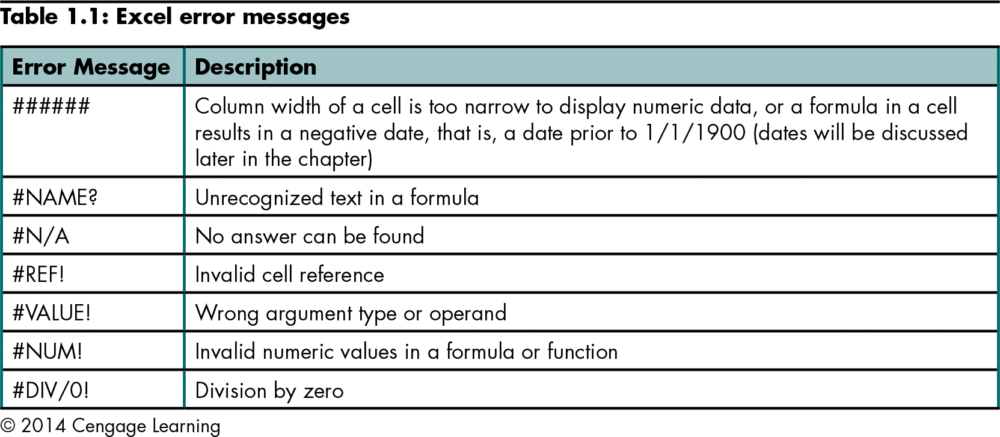 Table 1.1: Excel error messages
Error Message Description
###### Column width of a cell is too narrow to display numeric data, or a formula in a cell
results in a negative date, that is, a date prior to 1/1/1900 (dates will be discussed
later in the chapter)
#NAME? Unrecognized text in a formula
#N/A No answer can be found
#REF! Invalid cell reference
#VALUE! Wrong argument type or operand
#NUM! Invalid numeric values in a formula or function
#DIV/0! Division by zero
© 2014 Cengage Learning